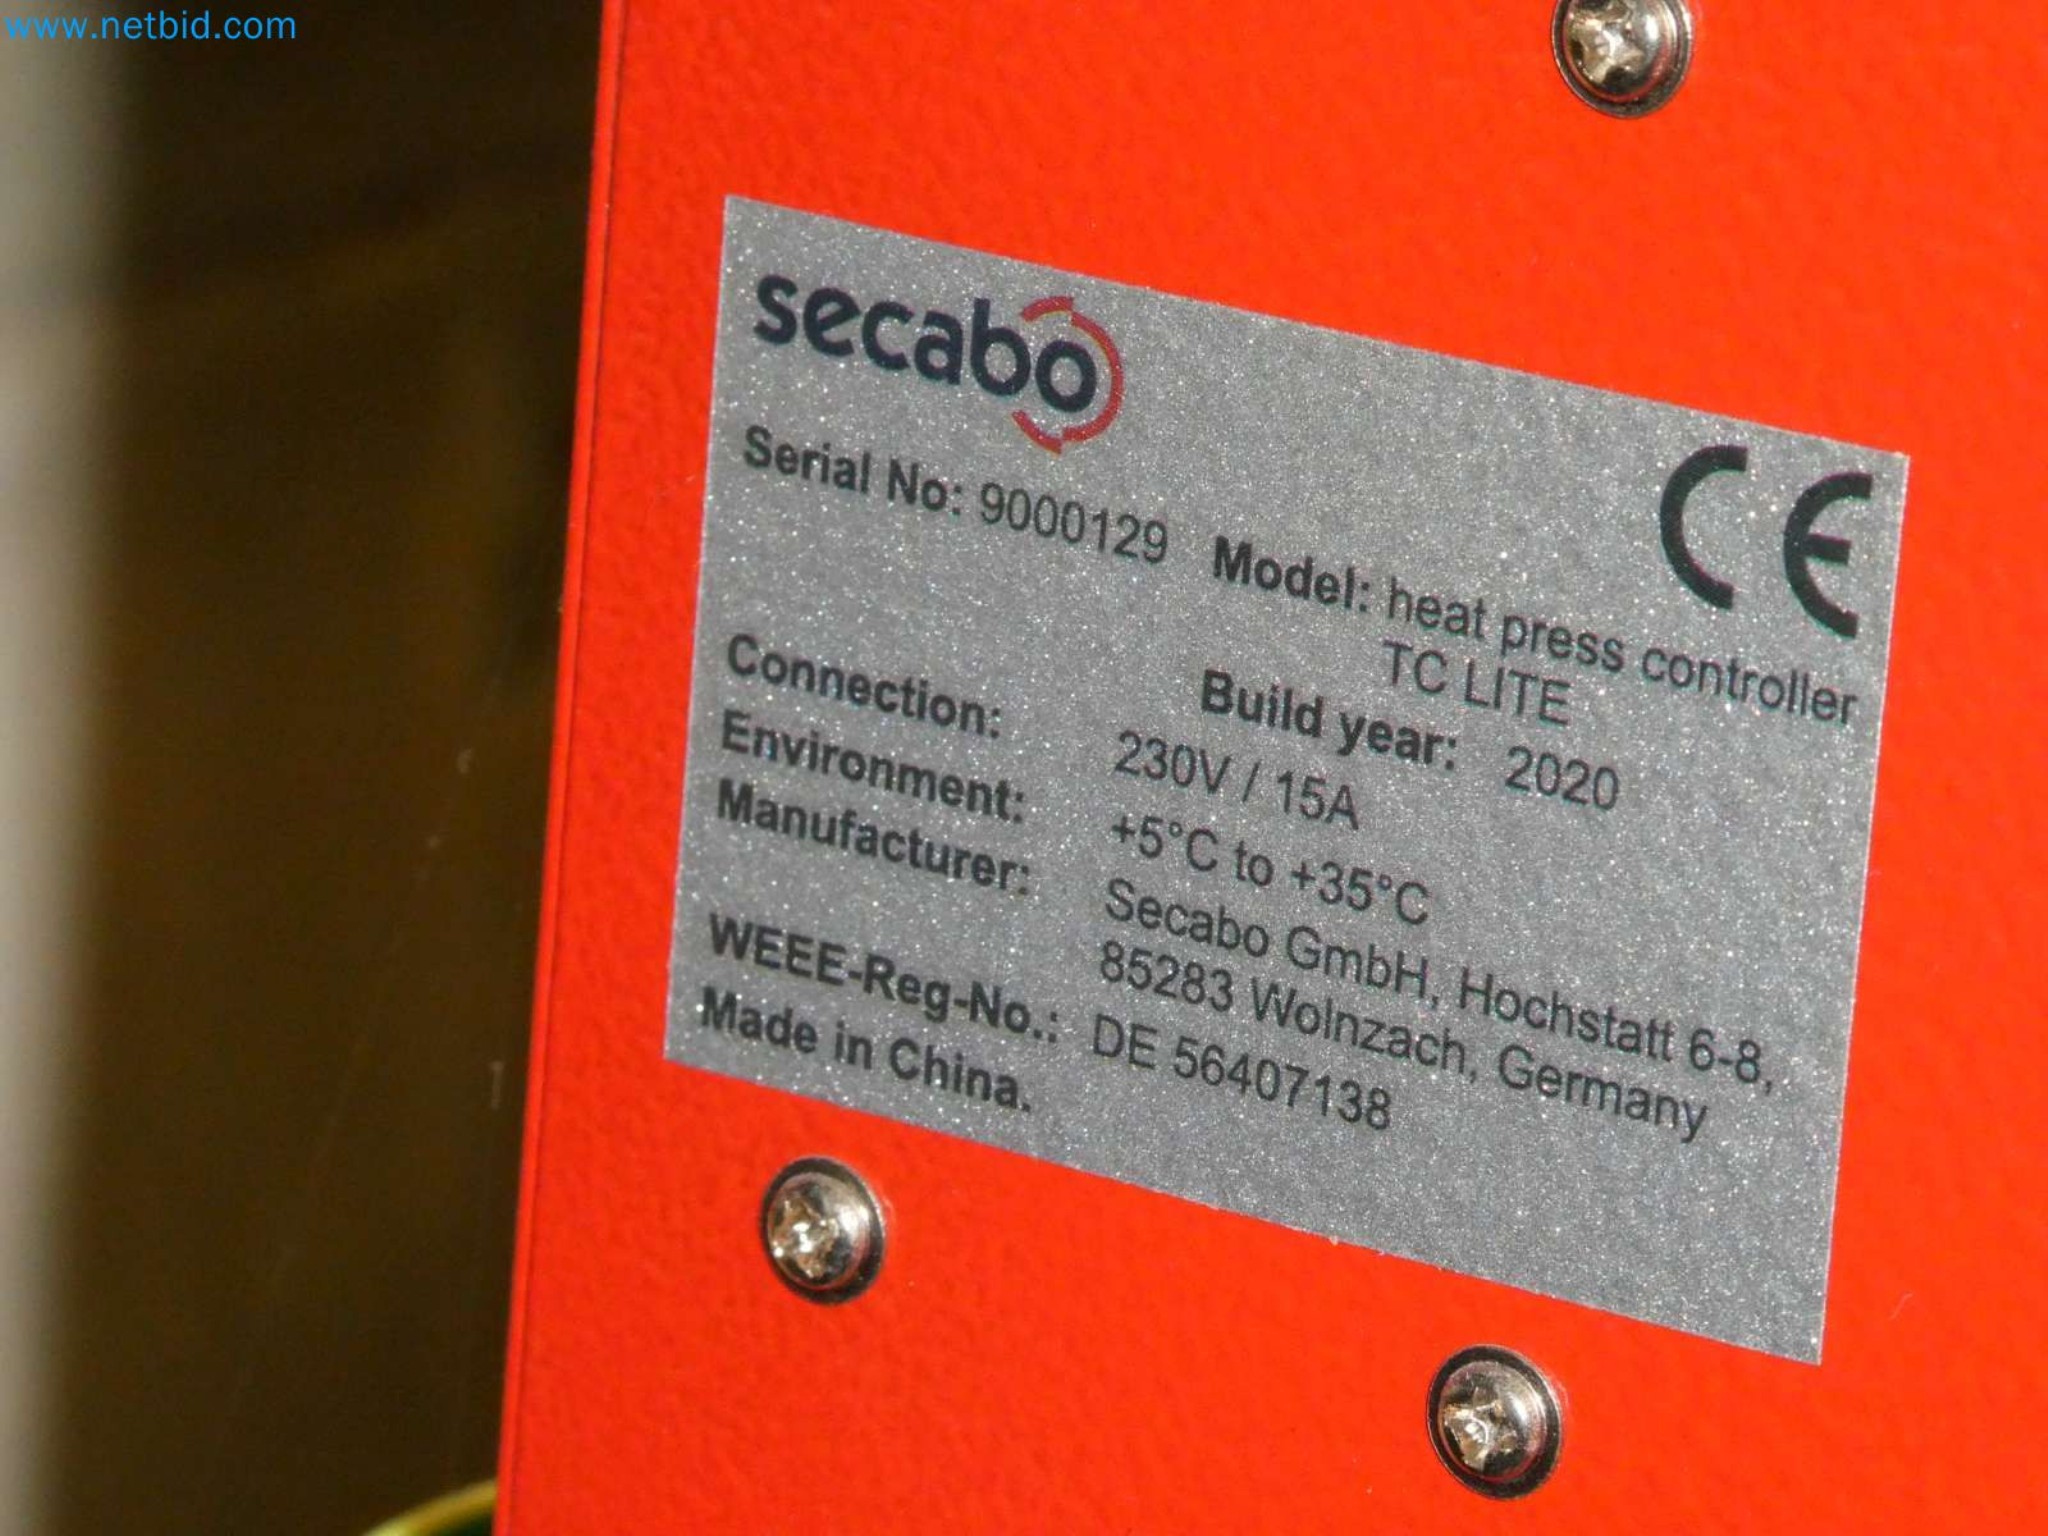 www.netbid.com
secabo
CE
Serial No: 9000129 Model: heat press controller
TC LITE
Build year: 2020
Connection: 230V / 15A
Environment: +5°C to +35°C
Manufacturer: Secabo GmbH, Hochstatt 6-8,
85283 Wolnzach, Germany
WEEE-Reg-No.: DE 56407138
Made in China.